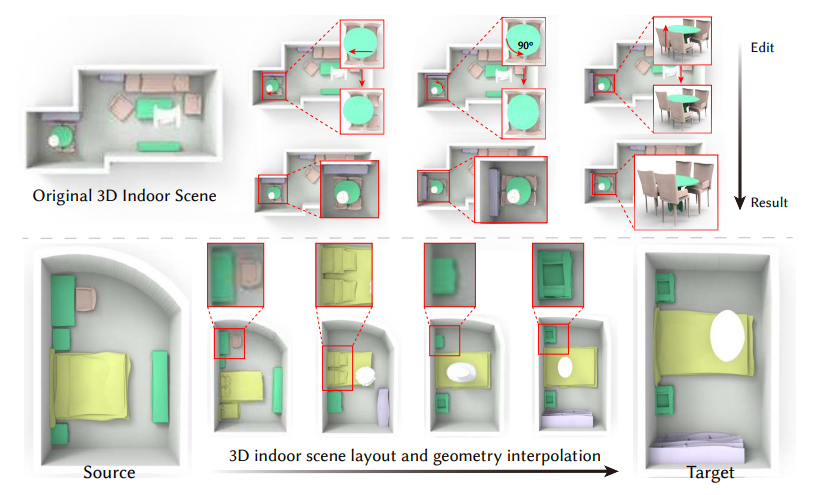 90°
Edit
Original 3D Indoor Scene
Result
3D indoor scene layout and geometry interpolation
Source
Target